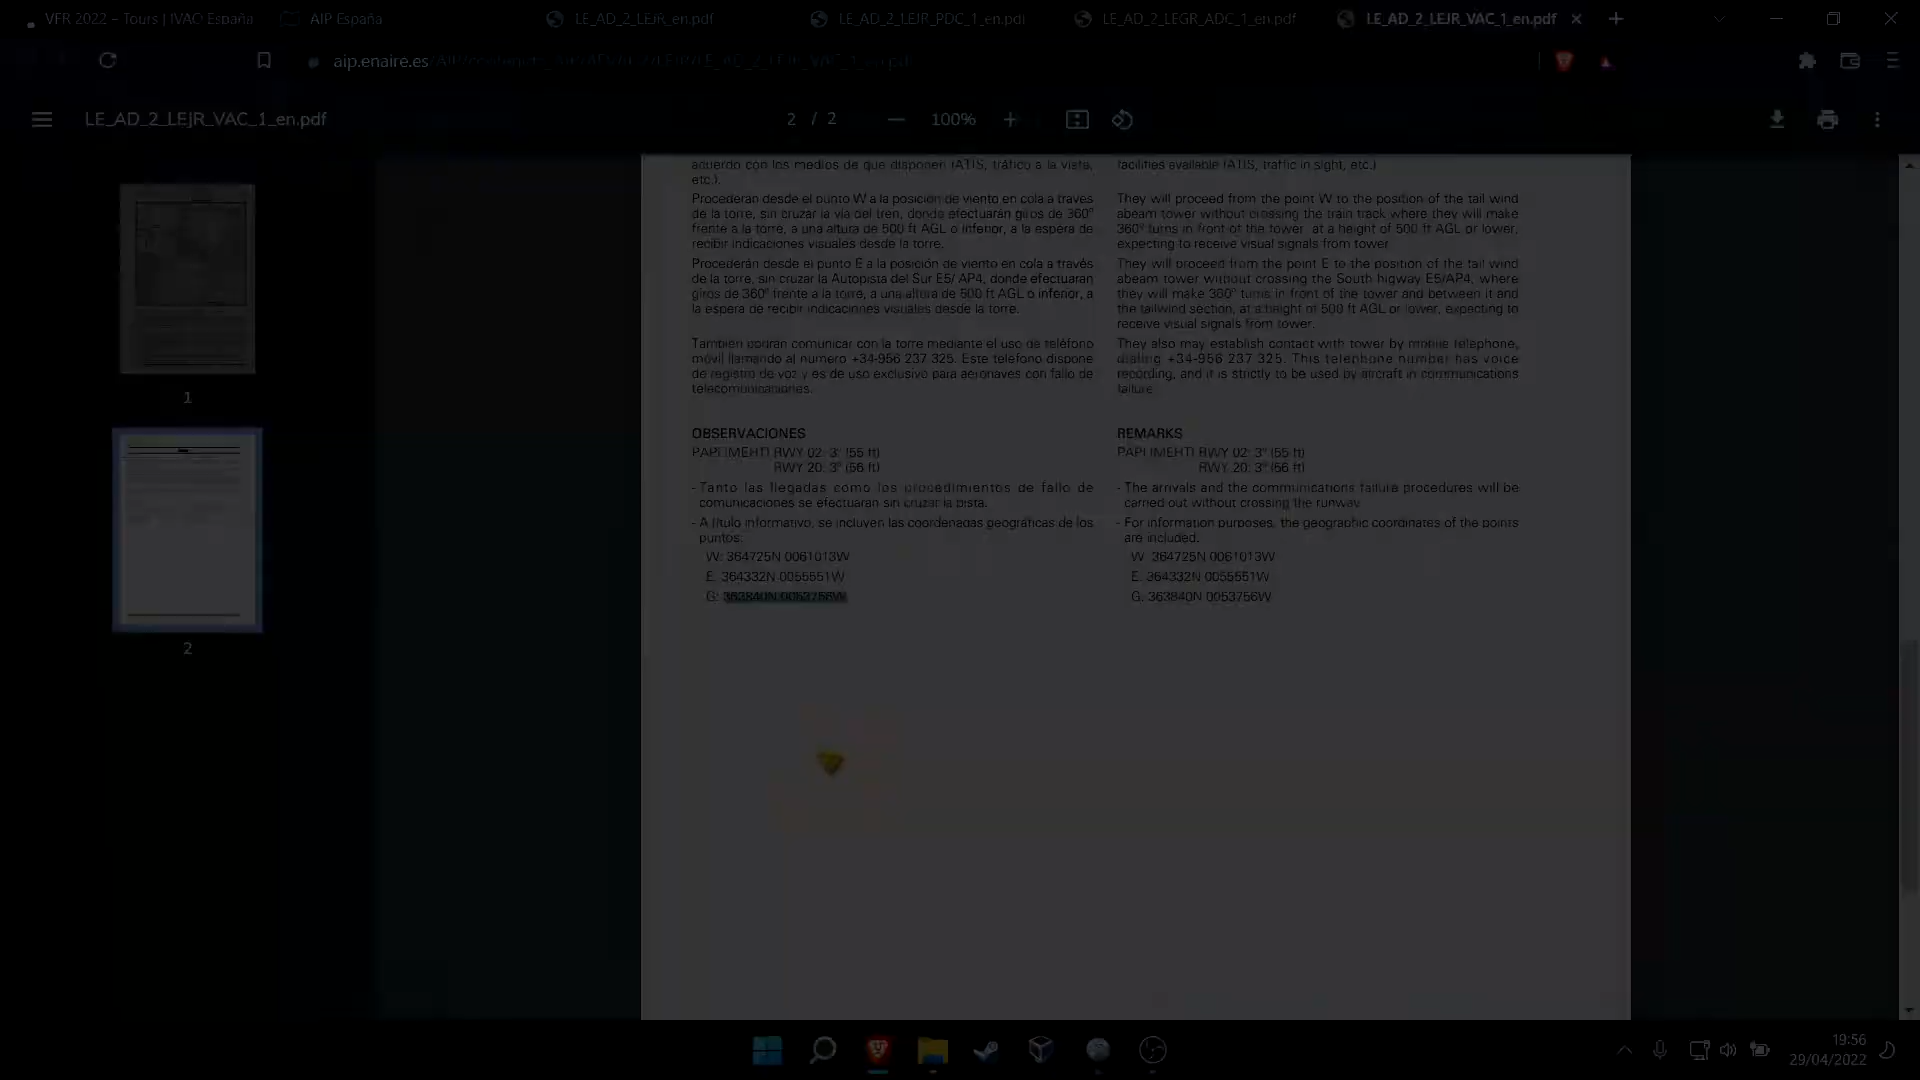 VFR 2022 – Tours | IVAO España
AIP España
LE_AD_2_LEJR_en.pdf
LE_AD_2_LEJR_PDC_1_en.pdf
LE_AD_2_LEGR_ADC_1_en.pdf
LE_AD_2_LEJR_VAC_1_en.pdf
aip.enaire.es
LE_AD_2_LEJR_VAC_1_en.pdf
2 / 2
100%
1
2
acuerdo con los medios de que disponen (ATIS, tráfico a la vista,
etc.).
Procederán desde el punto W a la posición de viento en cola a través
de la torre, sin cruzar la vía del tren, donde efectuarán giros de 360°
frente a la torre, a una altura de 500 ft AGL o inferior, a la espera de
recibir indicaciones visuales desde la torre.
Procederán desde el punto E a la posición de viento en cola a través
de la torre, sin cruzar la Autopista del Sur E5/ AP4, donde efectuarán
giros de 360° frente a la torre, a una altura de 500 ft AGL o inferior, a
la espera de recibir indicaciones visuales desde la torre.
También podrán comunicar con la torre mediante el uso de teléfono
móvil llamando al número +34-956 237 325. Este teléfono dispone
de registro de voz y es de uso exclusivo para aeronaves con fallo de
telecomunicaciones.
OBSERVACIONES
PAPI (MEHT) RWY 02: 3° (55 ft)
RWY 20: 3° (56 ft)
- Tanto las llegadas como los procedimientos de fallo de
comunicaciones se efectuarán sin cruzar la pista.
- A título informativo, se incluyen las coordenadas geográficas de los
puntos:
W: 364725N 0061013W
E: 364332N 0055551W
G: 363840N 0053756W
facilities available (ATIS, traffic in sight, etc.)
They will proceed from the point W to the position of the tail wind
abeam tower without crossing the train track where they will make
360° turns in front of the tower, at a height of 500 ft AGL or lower,
expecting to receive visual signals from tower.
They will proceed from the point E to the position of the tail wind
abeam tower without crossing the South higway E5/AP4, where
they will make 360° turns in front of the tower and between it and
the tailwind section, at a height of 500 ft AGL or lower, expecting to
receive visual signals from tower.
They also may establish contact with tower by mobile telephone,
dialing +34-956 237 325. This telephone number has voice
recording, and it is strictly to be used by aircraft in communications
failure.
REMARKS
PAPI (MEHT) RWY 02: 3° (55 ft)
RWY 20: 3° (56 ft)
- The arrivals and the communications failure procedures will be
carried out without crossing the runway.
- For information purposes, the geographic coordinates of the points
are included.
W: 364725N 0061013W
E: 364332N 0055551W
G: 363840N 0053756W
19:56
29/04/2022